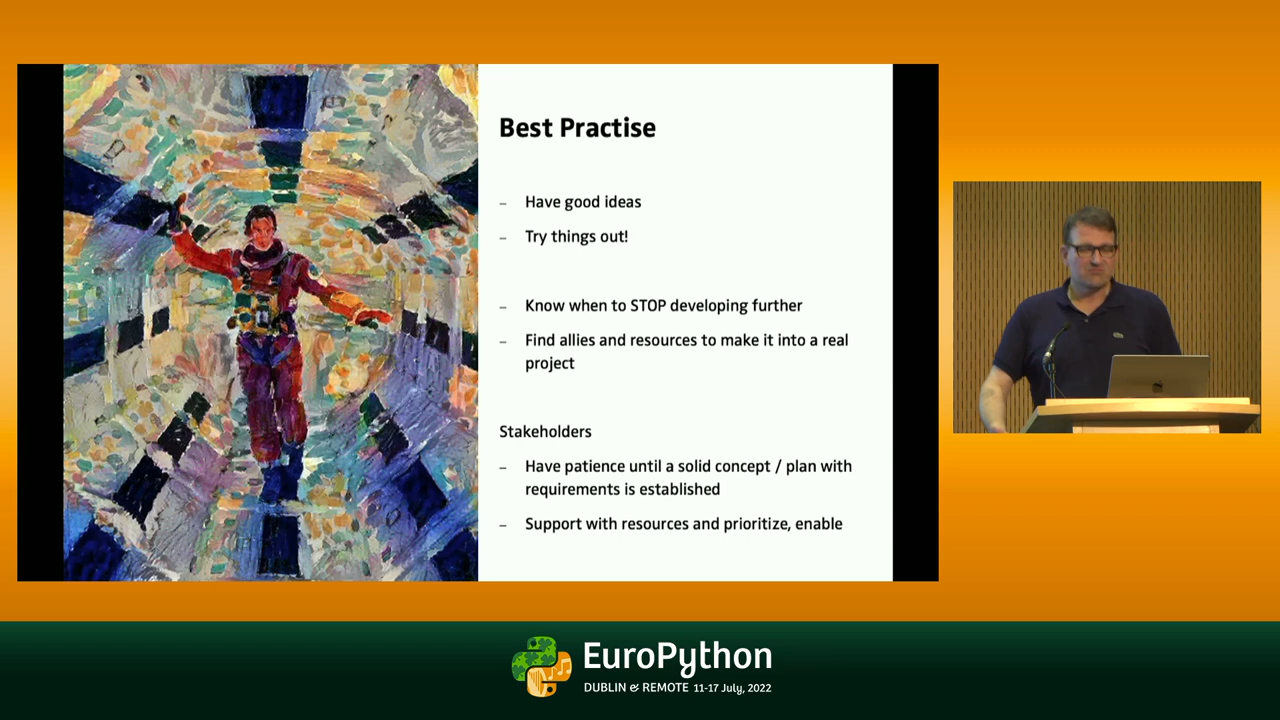 Best Practise
– Have good ideas
– Try things out!
– Know when to STOP developing further
– Find allies and resources to make it into a real
project
Stakeholders
– Have patience until a solid concept / plan with
requirements is established
– Support with resources and prioritize, enable
EuroPython
DUBLIN & REMOTE 11-17 July, 2022